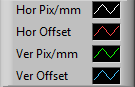 Hor Pix/mm
Hor Offset
Ver Pix/mm
Ver Offset